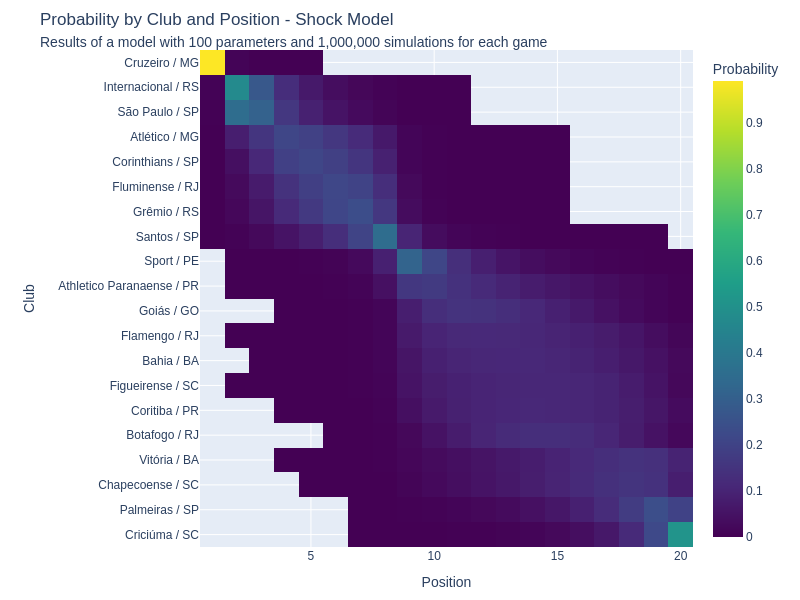 Probability by Club and Position - Shock Model
Results of a model with 100 parameters and 1,000,000 simulations for each game
Probability
Cruzeiro / MG
Internacional / RS
São Paulo / SP
Atlético / MG
Corinthians / SP
Fluminense / RJ
Grêmio / RS
Santos / SP
Sport / PE
Athletico Paranaense / PR
Goiás / GO
Flamengo / RJ
Bahia / BA
Figueirense / SC
Coritiba / PR
Botafogo / RJ
Vitória / BA
Chapecoense / SC
Palmeiras / SP
Criciúma / SC
Club
5
10
15
20
Position
0.9
0.8
0.7
0.6
0.5
0.4
0.3
0.2
0.1
0